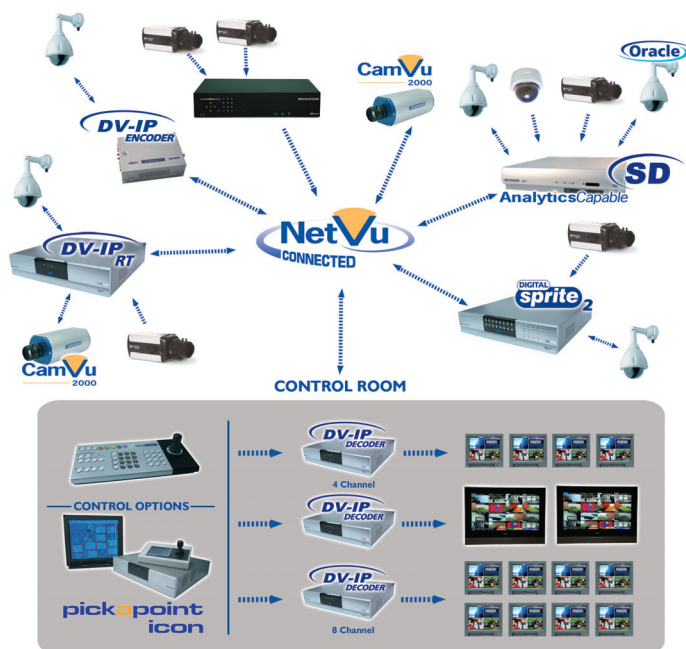 Oracle
CamVu
2000
DV-IP
ENCODER
SD
AnalyticsCapable
NetVu
CONNECTED
DV-IP
RT
DIGITAL
sprite 2
CamVu
2000
CONTROL ROOM
DV-IP
DECODER
4 Channel
CONTROL OPTIONS
DV-IP
DECODER
pickapoint
icon
DV-IP
DECODER
8 Channel